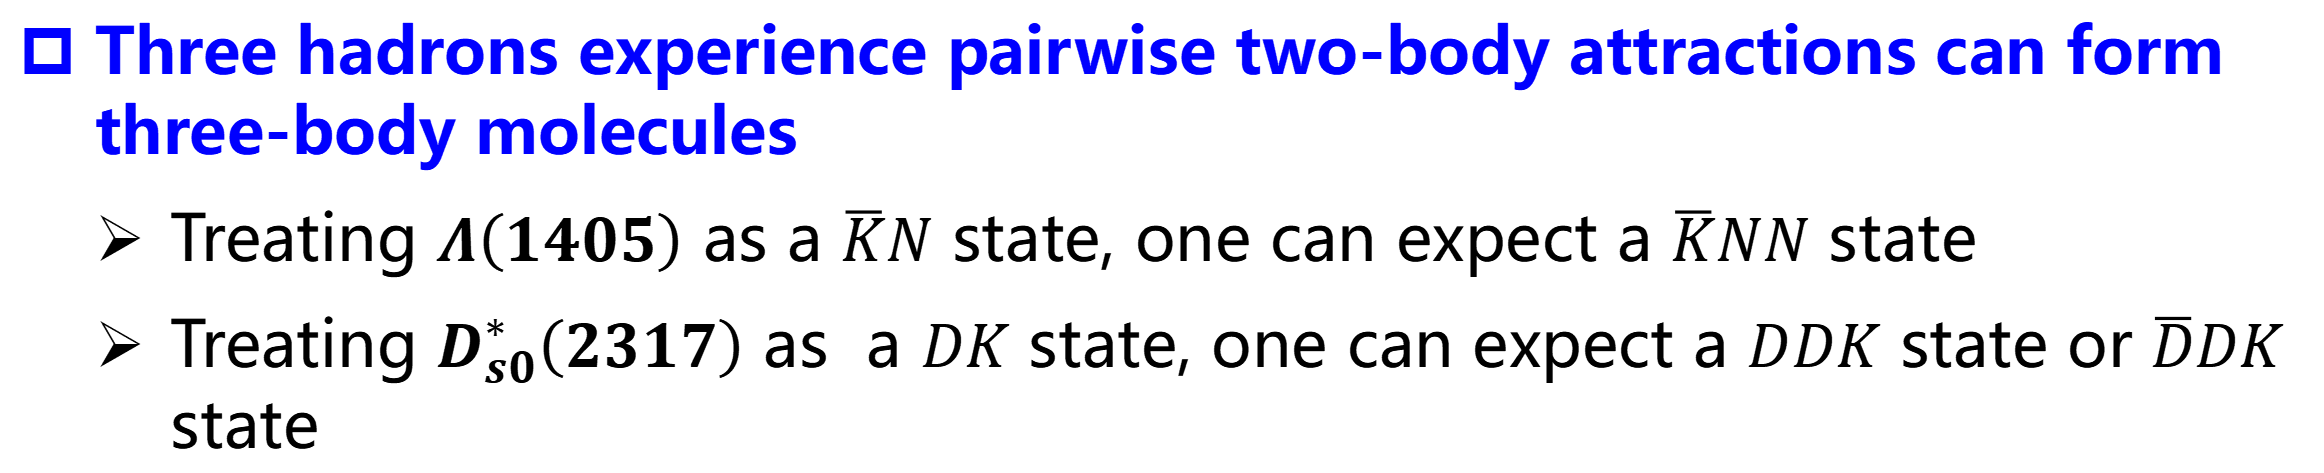 ❑ Three hadrons experience pairwise two-body attractions can form
three-body molecules
➢ Treating Λ(1405) as a K̅N state, one can expect a K̅NN state
➢ Treating D*s0(2317) as a DK state, one can expect a DDK state or D̅DK
state